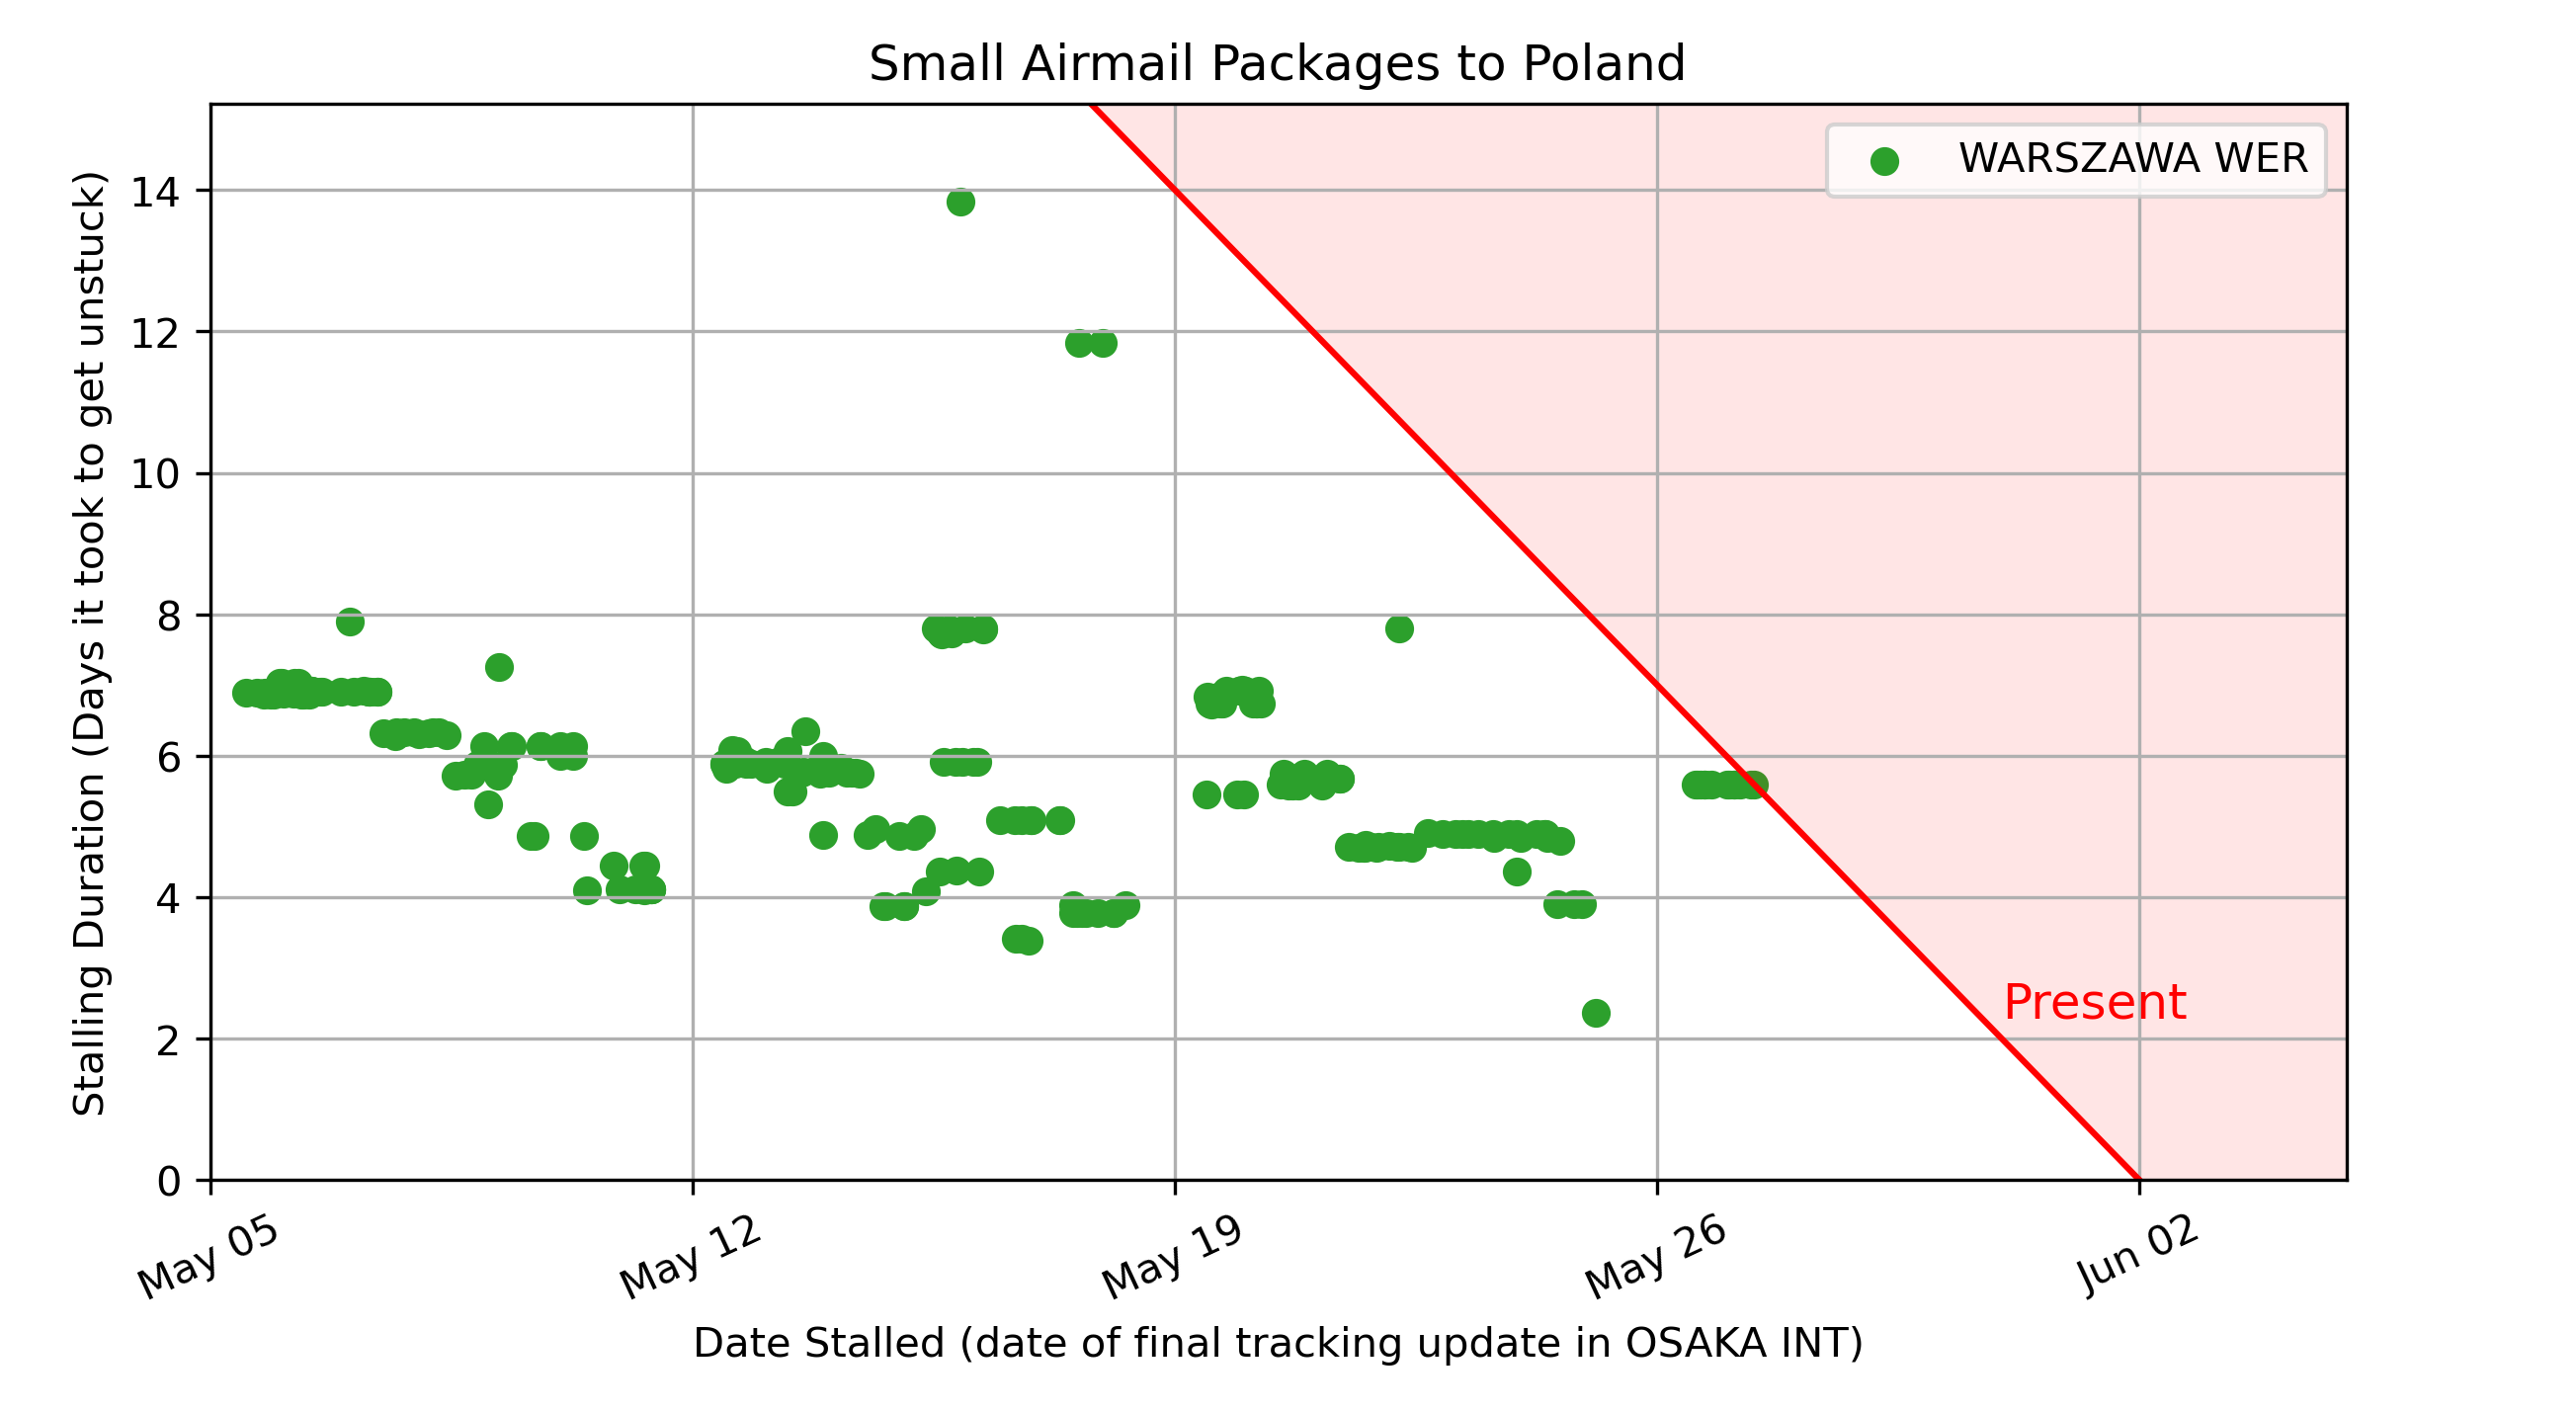 Small Airmail Packages to Poland
WARSZAWA WER
Stalling Duration (Days it took to get unstuck)
14
12
10
8
6
4
2
0
Present
May 05
May 12
May 19
May 26
Jun 02
Date Stalled (date of final tracking update in OSAKA INT)